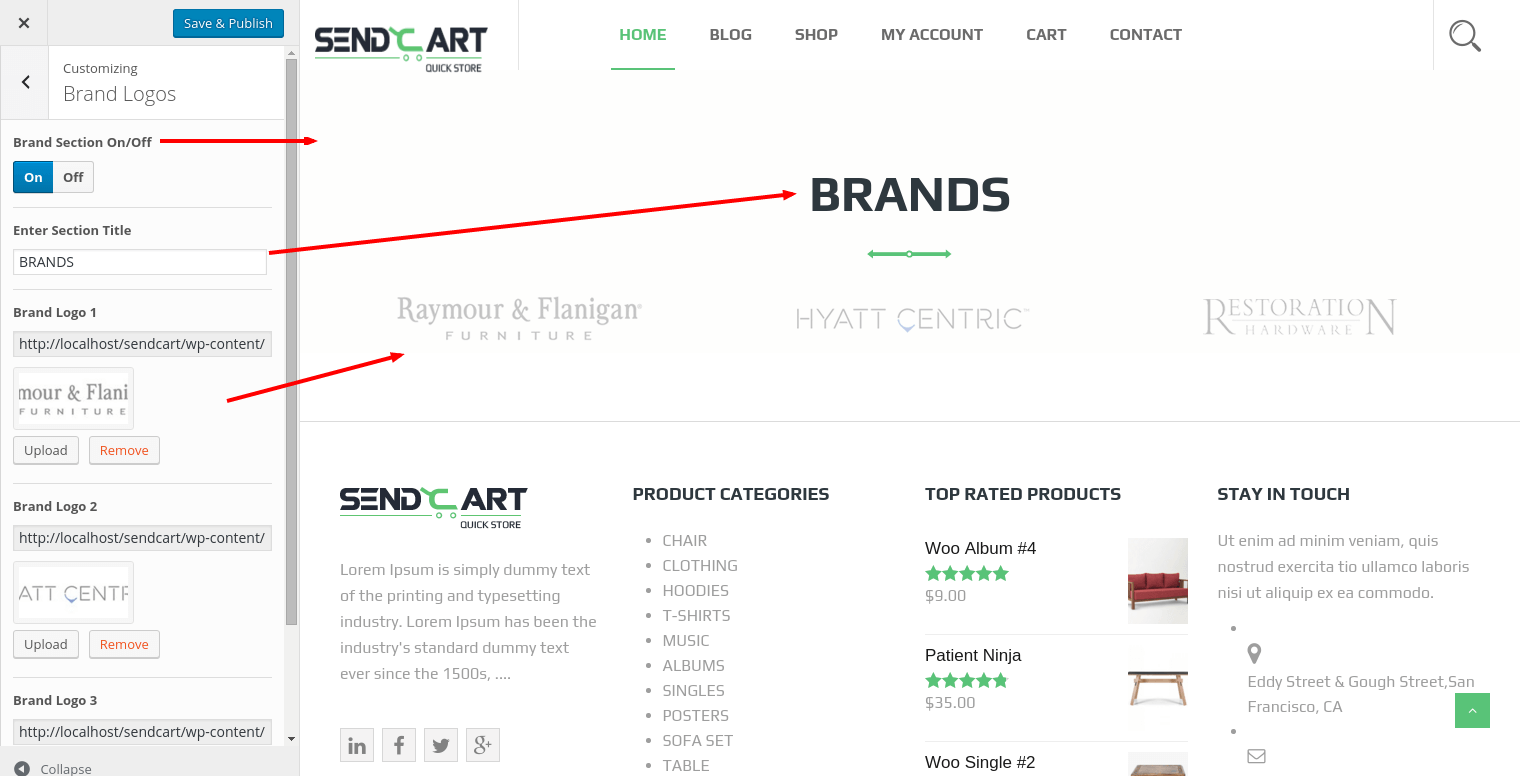 Save & Publish
Customizing
Brand Logos
Brand Section On/Off
On Off
Enter Section Title
BRANDS
Brand Logo 1
http://localhost/sendcart/wp-content/
mour & Flani
FURNITURE
Upload Remove
Brand Logo 2
http://localhost/sendcart/wp-content/
ATT CENTR
Upload Remove
Brand Logo 3
http://localhost/sendcart/wp-content/
Collapse
SEND CART
QUICK STORE
HOME BLOG SHOP MY ACCOUNT CART CONTACT
BRANDS
Raymour & Flanigan®
FURNITURE
HYATT CENTRIC™
RESTORATION
HARDWARE
SEND CART
QUICK STORE
Lorem Ipsum is simply dummy text
of the printing and typesetting
industry. Lorem Ipsum has been the
industry's standard dummy text
ever since the 1500s, ....
PRODUCT CATEGORIES
CHAIR
CLOTHING
HOODIES
T-SHIRTS
MUSIC
ALBUMS
SINGLES
POSTERS
SOFA SET
TABLE
TOP RATED PRODUCTS
Woo Album #4
$9.00
Patient Ninja
$35.00
Woo Single #2
STAY IN TOUCH
Ut enim ad minim veniam, quis
nostrud exercita tio ullamco laboris
nisi ut aliquip ex ea commodo.
Eddy Street & Gough Street,San
Francisco, CA